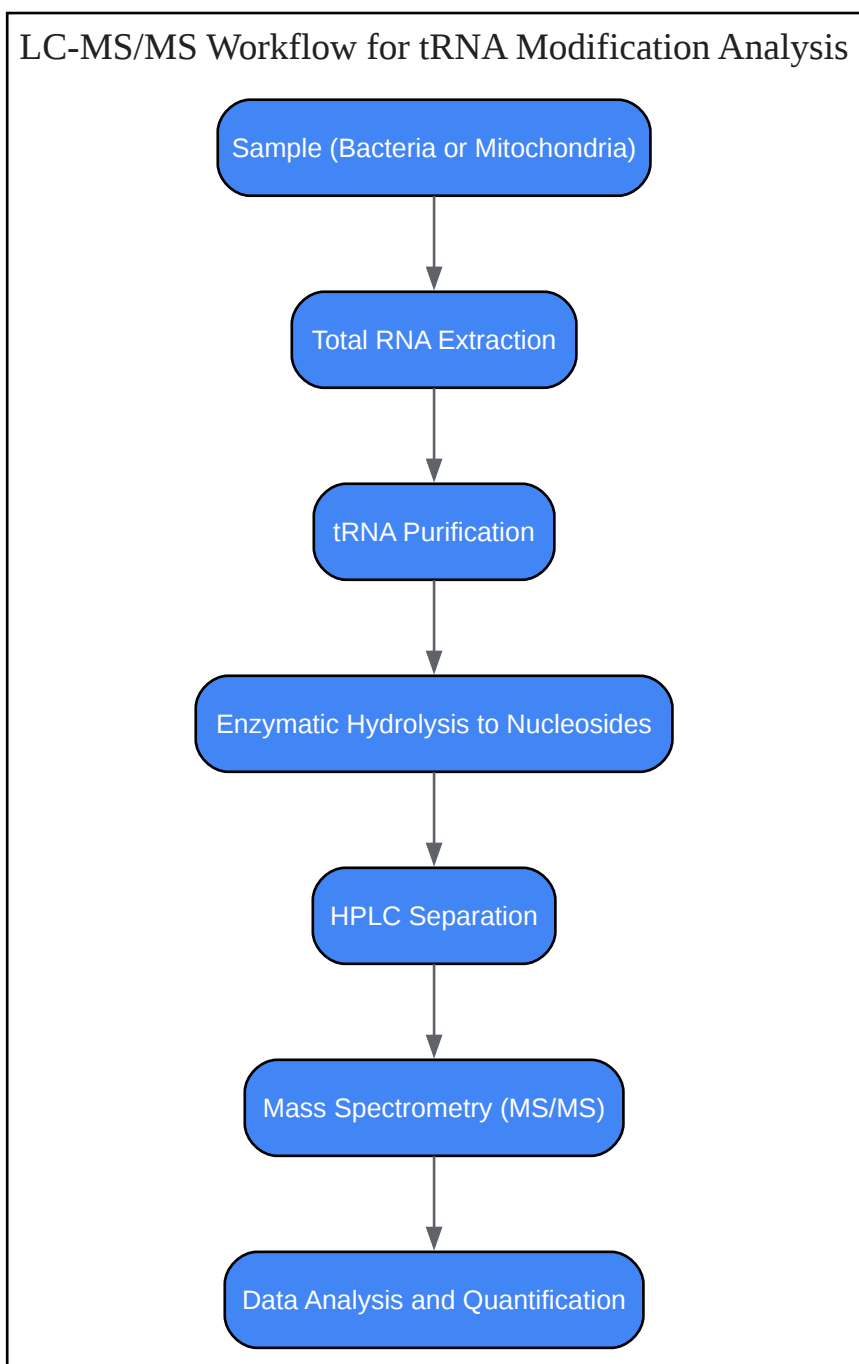 LC-MS/MS Workflow for tRNA Modification Analysis
Sample (Bacteria or Mitochondria)
Total RNA Extraction
tRNA Purification
Enzymatic Hydrolysis to Nucleosides
HPLC Separation
Mass Spectrometry (MS/MS)
Data Analysis and Quantification